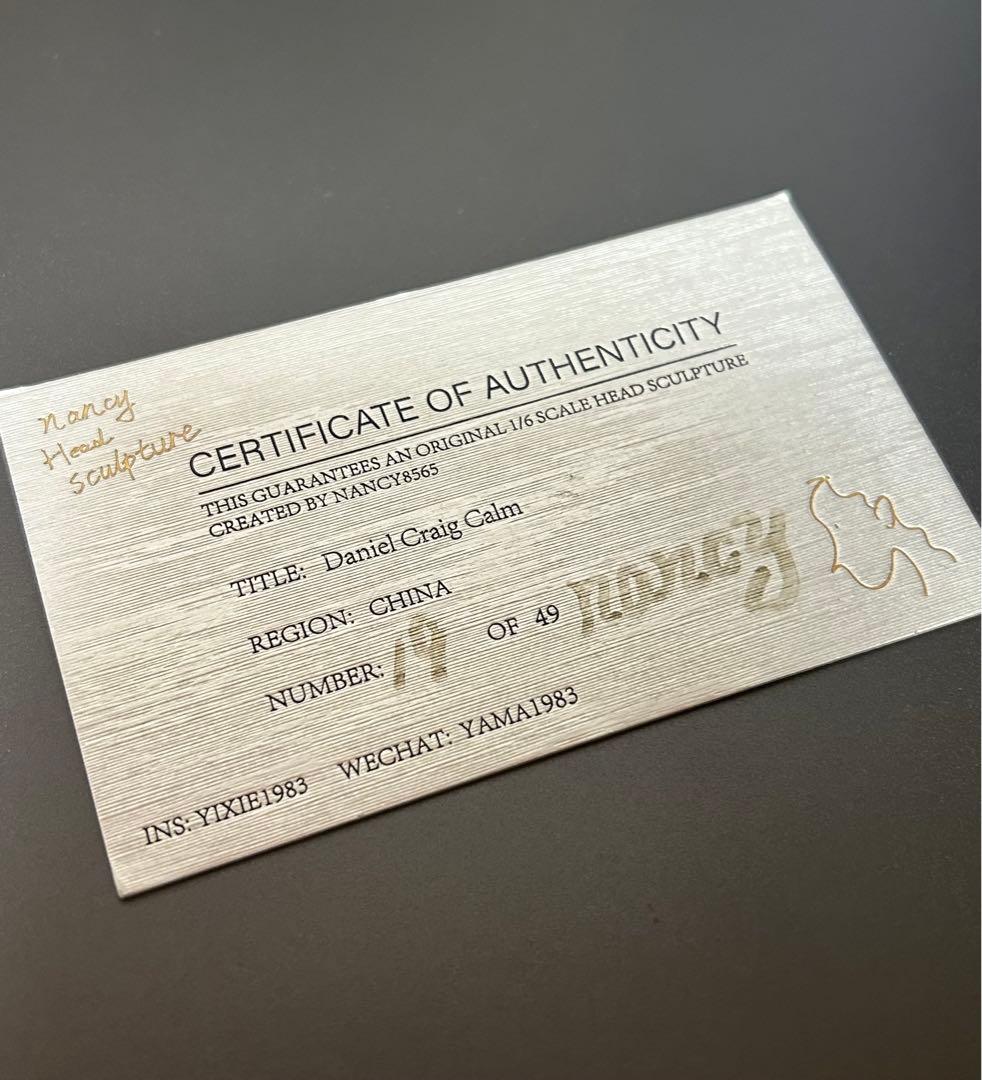 nancy
Head
sculpture
CERTIFICATE OF AUTHENTICITY
THIS GUARANTEES AN ORIGINAL 1/6 SCALE HEAD SCULPTURE
CREATED BY NANCY8565
TITLE: Daniel Craig Calm
REGION: CHINA
NUMBER: 19 OF 49 nancy
INS: YIXIE1983 WECHAT: YAMA1983